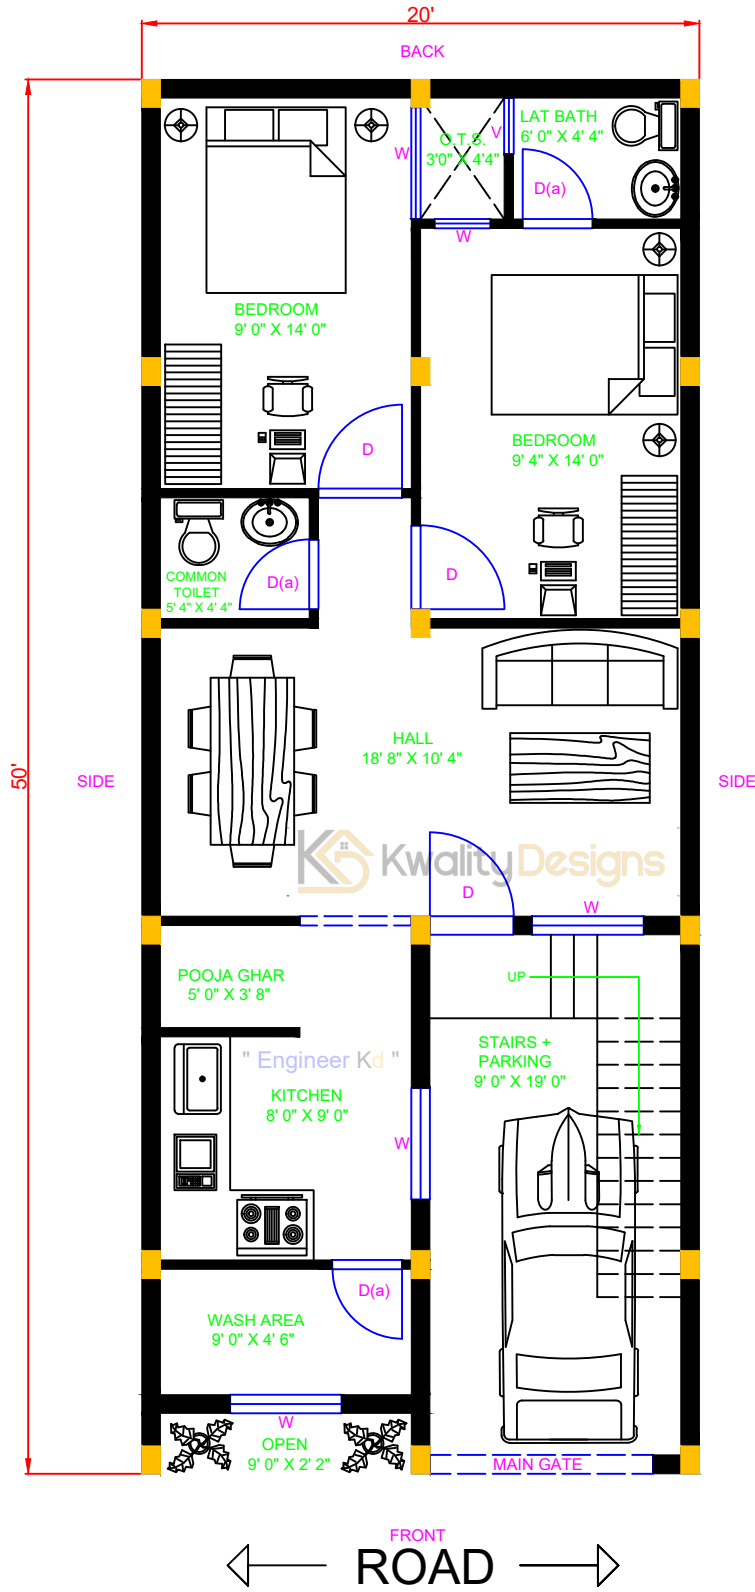 20'
BACK
LAT BATH
6' 0" X 4' 4"
O.T.S.
3'0" X 4'4"
V
W
D(a)
W
BEDROOM
9' 0" X 14' 0"
BEDROOM
9' 4" X 14' 0"
D
D
COMMON
TOILET
5' 4" X 4' 4"
D(a)
HALL
18' 8" X 10' 4"
50'
SIDE
SIDE
KwalityDesigns
D
W
POOJA GHAR
5' 0" X 3' 8"
UP
STAIRS +
PARKING
9' 0" X 19' 0"
" Engineer Kd "
KITCHEN
8' 0" X 9' 0"
W
D(a)
WASH AREA
9' 0" X 4' 6"
W
OPEN
9' 0" X 2' 2"
MAIN GATE
FRONT
ROAD